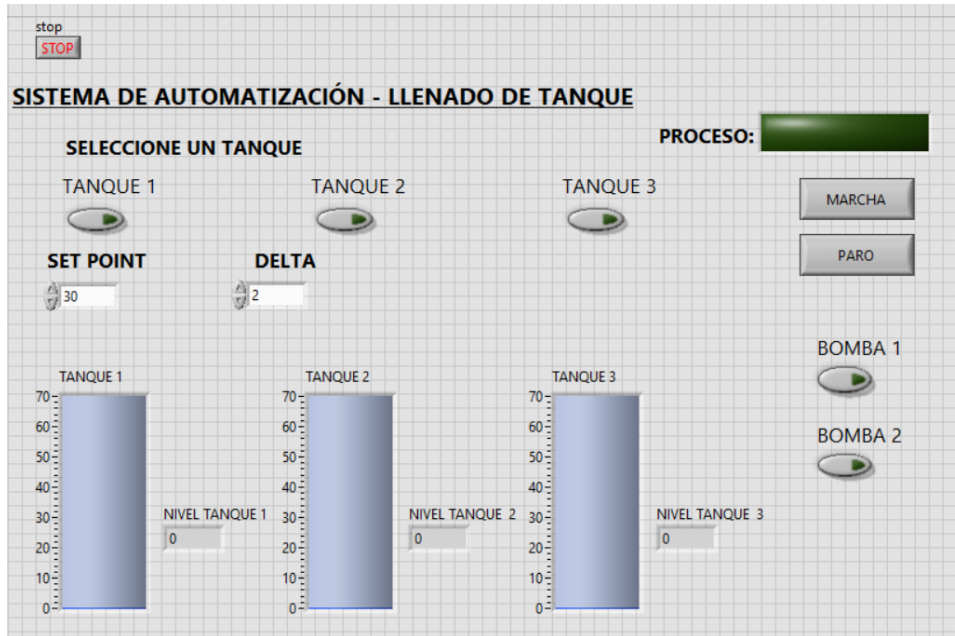 stop
STOP
SISTEMA DE AUTOMATIZACIÓN - LLENADO DE TANQUE
PROCESO:
SELECCIONE UN TANQUE
TANQUE 1 TANQUE 2 TANQUE 3
MARCHA
PARO
SET POINT DELTA
30 2
BOMBA 1
BOMBA 2
TANQUE 1
70
60
50
40
30
20
10
0
NIVEL TANQUE 1
0
TANQUE 2
70
60
50
40
30
20
10
0
NIVEL TANQUE 2
0
TANQUE 3
70
60
50
40
30
20
10
0
NIVEL TANQUE 3
0